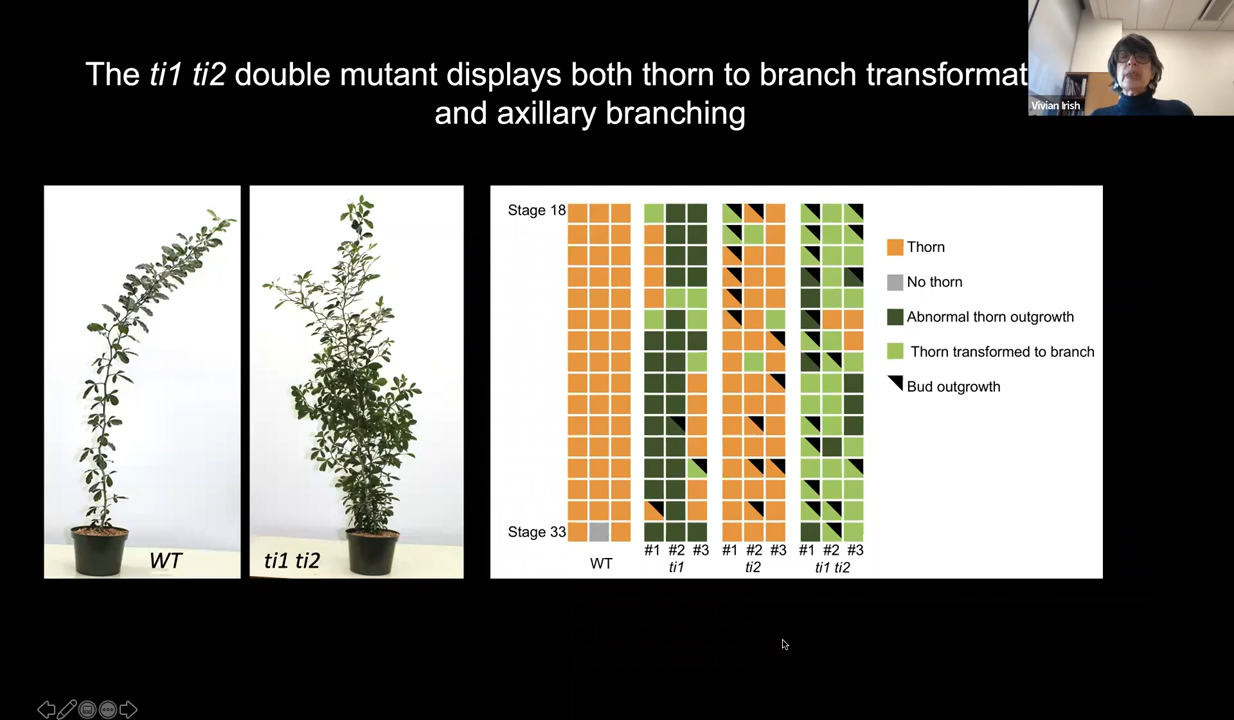 The ti1 ti2 double mutant displays both thorn to branch transformat
and axillary branching
Vivian Irish
WT
ti1 ti2
Stage 18
Stage 33
#1 #2 #3
ti1
#1 #2 #3
ti2
#1 #2 #3
ti1 ti2
WT
Thorn
No thorn
Abnormal thorn outgrowth
Thorn transformed to branch
Bud outgrowth